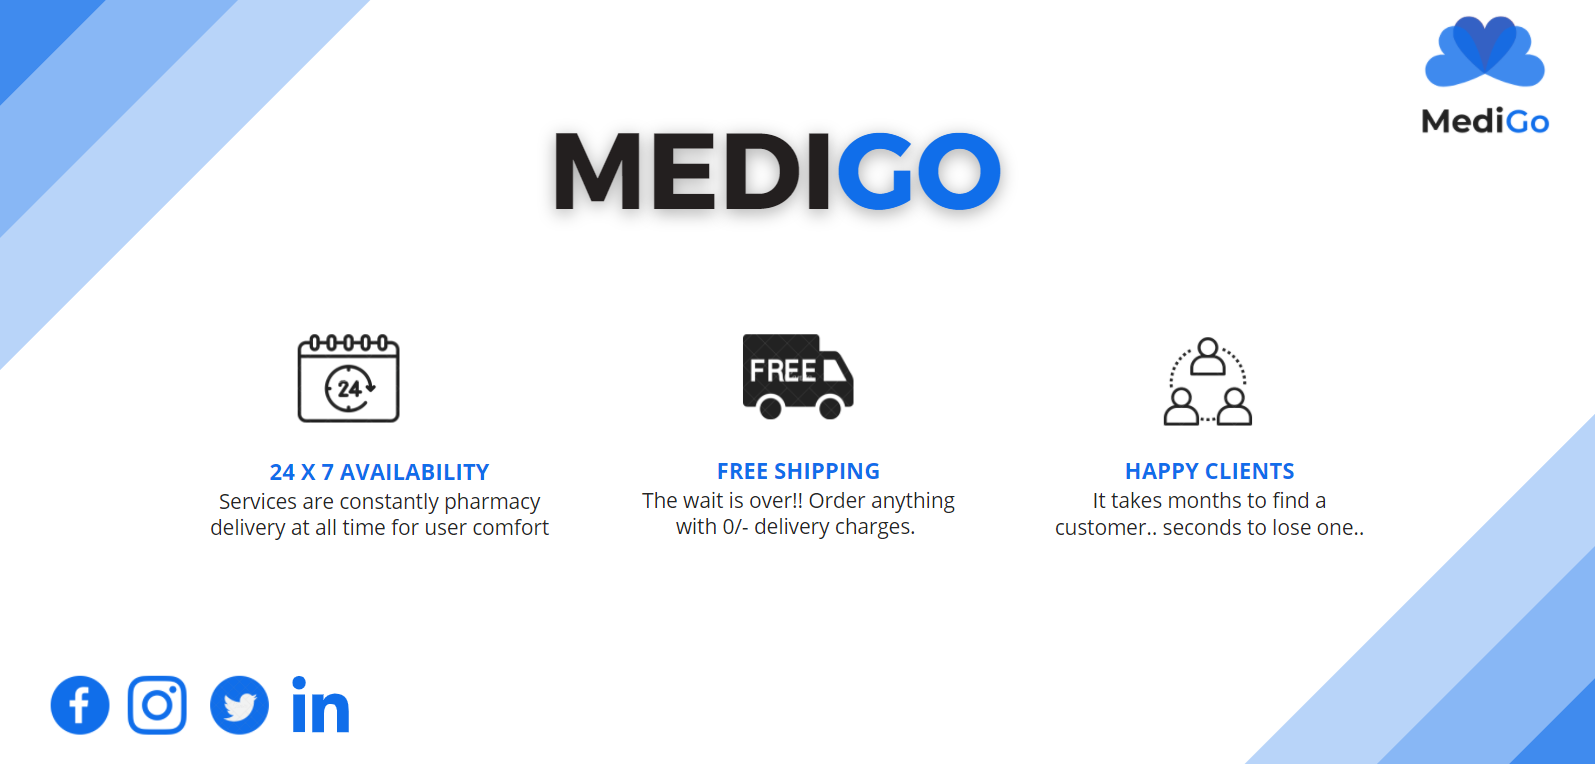 MediGo
MEDIGO
24
FREE
24 X 7 AVAILABILITY
Services are constantly pharmacy
delivery at all time for user comfort
FREE SHIPPING
The wait is over!! Order anything
with 0/- delivery charges.
HAPPY CLIENTS
It takes months to find a
customer.. seconds to lose one..
f
in